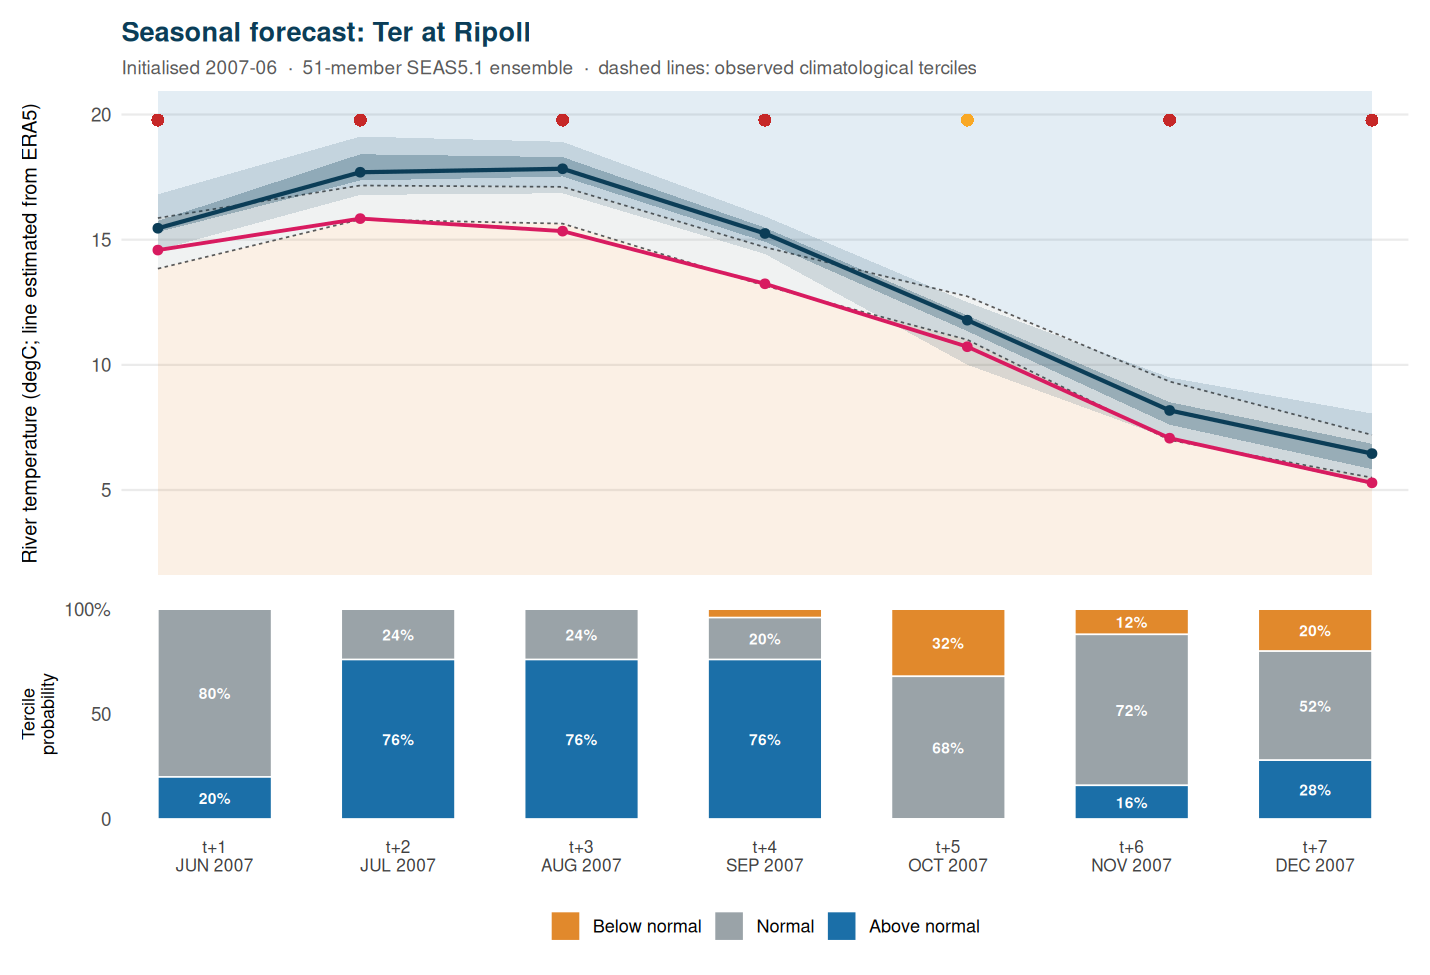 Seasonal forecast: Ter at Ripoll
Initialised 2007-06 · 51-member SEAS5.1 ensemble · dashed lines: observed climatological terciles
River temperature (degC; line estimated from ERA5)
20
15
10
5
Tercile
probability
100%
50
0
80%
20%
24%
76%
24%
76%
20%
76%
32%
68%
12%
72%
16%
20%
52%
28%
t+1
JUN 2007
t+2
JUL 2007
t+3
AUG 2007
t+4
SEP 2007
t+5
OCT 2007
t+6
NOV 2007
t+7
DEC 2007
Below normal
Normal
Above normal